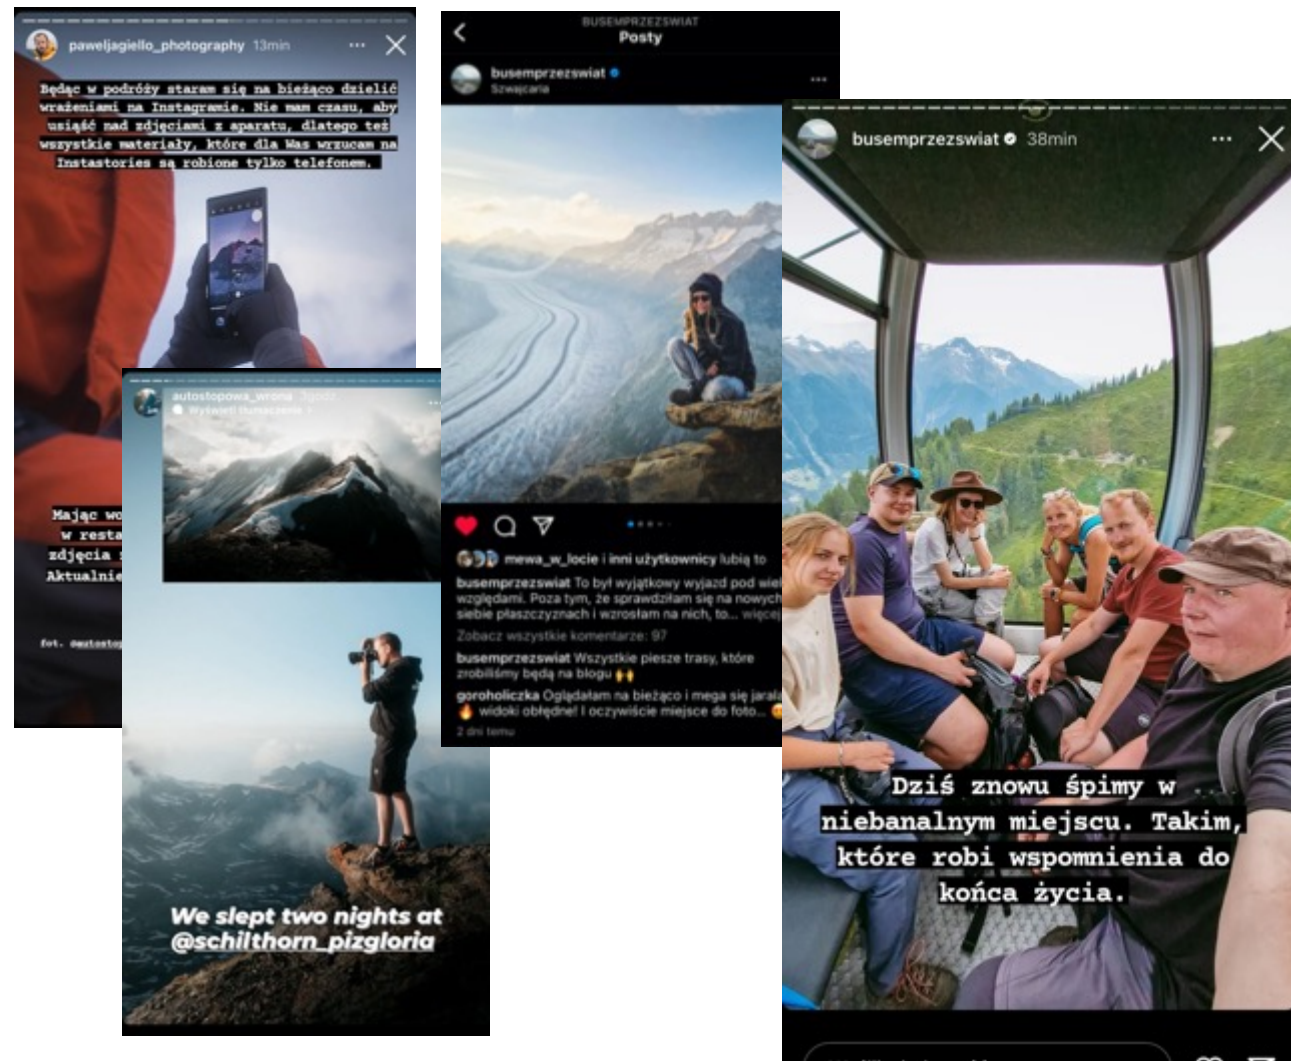 paweljagiello_photography 13min
Będąc w podróży staram się na bieżąco dzielić
wrażeniami na Instagramie. Nie mam czasu, aby
usiąść nad zdjęciami z aparatu, dlatego też
wszystkie materiały, które dla Was wrzucam na
Instastories są robione tylko telefonem.
Mając wo
w resta
zdjęcia
Aktualnie
fot.
autostopowa_wrona 3godz.
Wyświetl tłumaczenie >
We slept two nights at
@schilthorn_pizgloria
BUSEMPRZEZSWIAT
Posty
busemprzezswiat
Szwajcaria
mewa_w_locie i inni użytkownicy lubią to
busemprzezswiat To był wyjątkowy wyjazd pod wiel
względami. Poza tym, że sprawdziłam się na nowych
siebie płaszczyznach i wzrosłam na nich, to... więcej
Zobacz wszystkie komentarze: 97
busemprzezswiat Wszystkie piesze trasy, które
zrobiliśmy będą na blogu 🙌
goroholiczka Oglądałam na bieżąco i mega się jarała
🔥 widoki obłędne! I oczywiście miejsce do foto...
2 dni temu
busemprzezswiat 38min
Dziś znowu śpimy w
niebanalnym miejscu. Takim,
które robi wspomnienia do
końca życia.